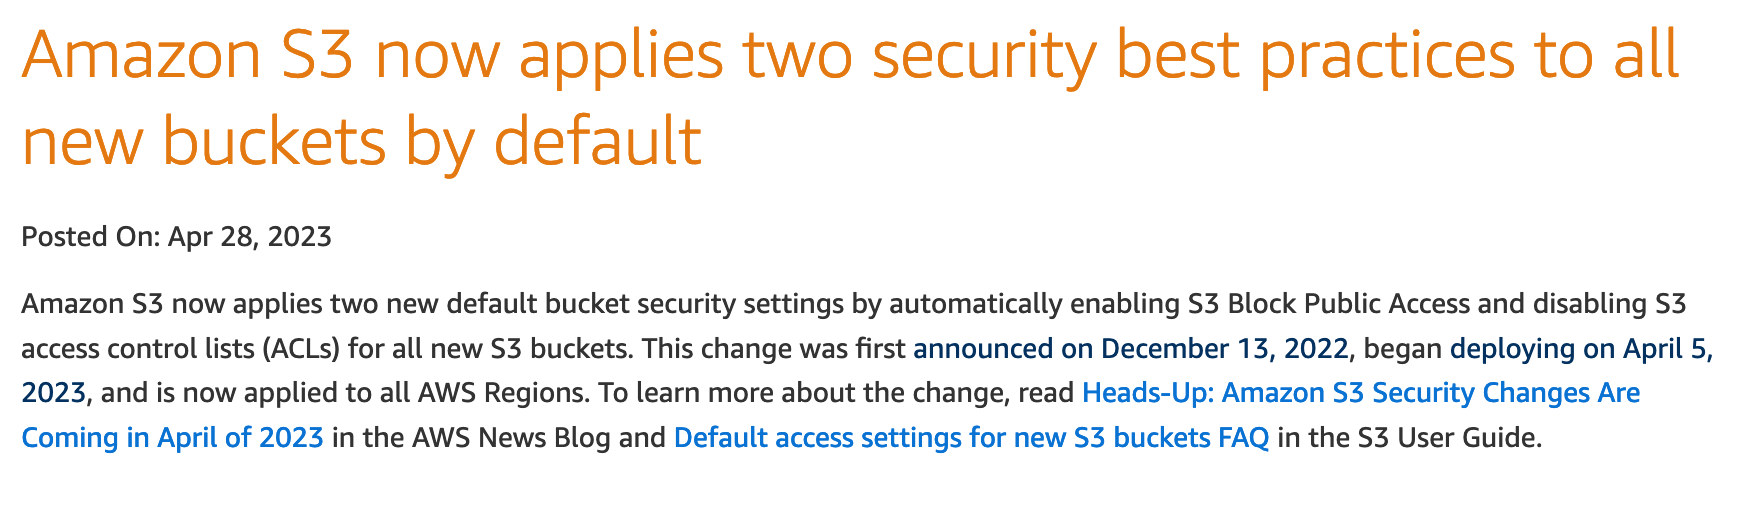 Amazon S3 now applies two security best practices to all
new buckets by default
Posted On: Apr 28, 2023
Amazon S3 now applies two new default bucket security settings by automatically enabling S3 Block Public Access and disabling S3
access control lists (ACLs) for all new S3 buckets. This change was first announced on December 13, 2022, began deploying on April 5,
2023, and is now applied to all AWS Regions. To learn more about the change, read Heads-Up: Amazon S3 Security Changes Are
Coming in April of 2023 in the AWS News Blog and Default access settings for new S3 buckets FAQ in the S3 User Guide.